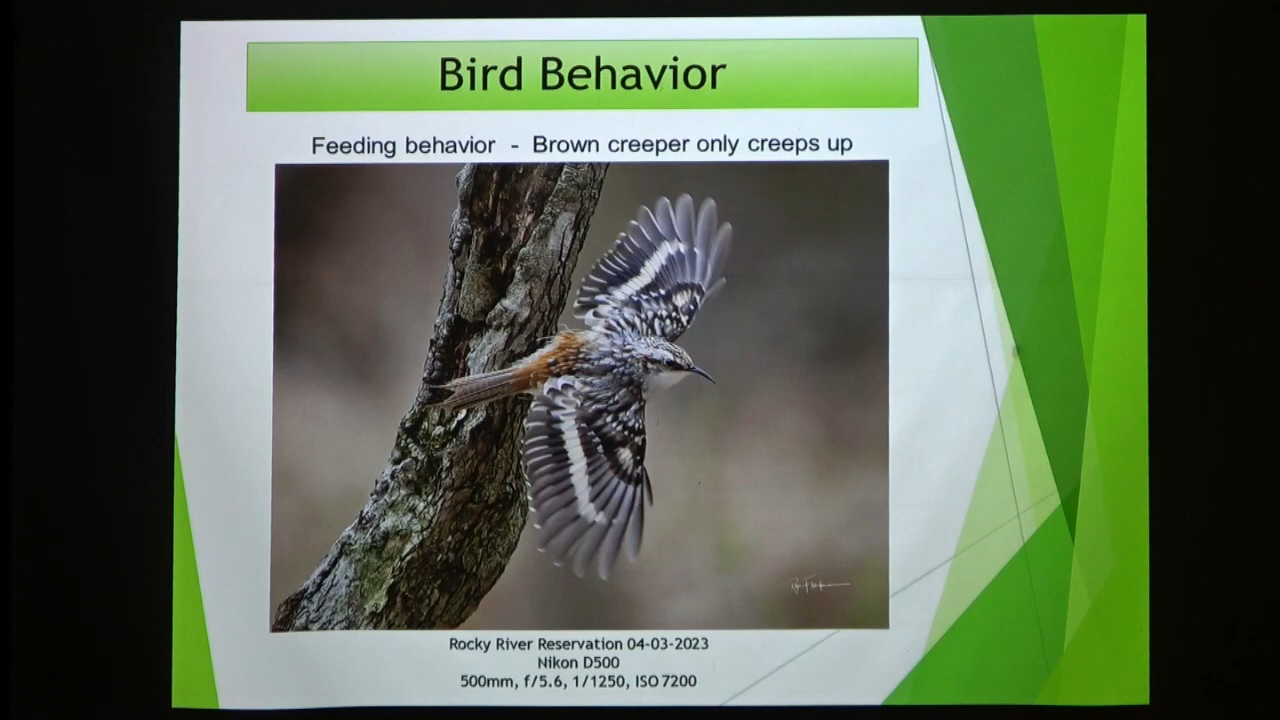 Bird Behavior
Feeding behavior - Brown creeper only creeps up
Rocky River Reservation 04-03-2023
Nikon D500
500mm, f/5.6, 1/1250, ISO 7200